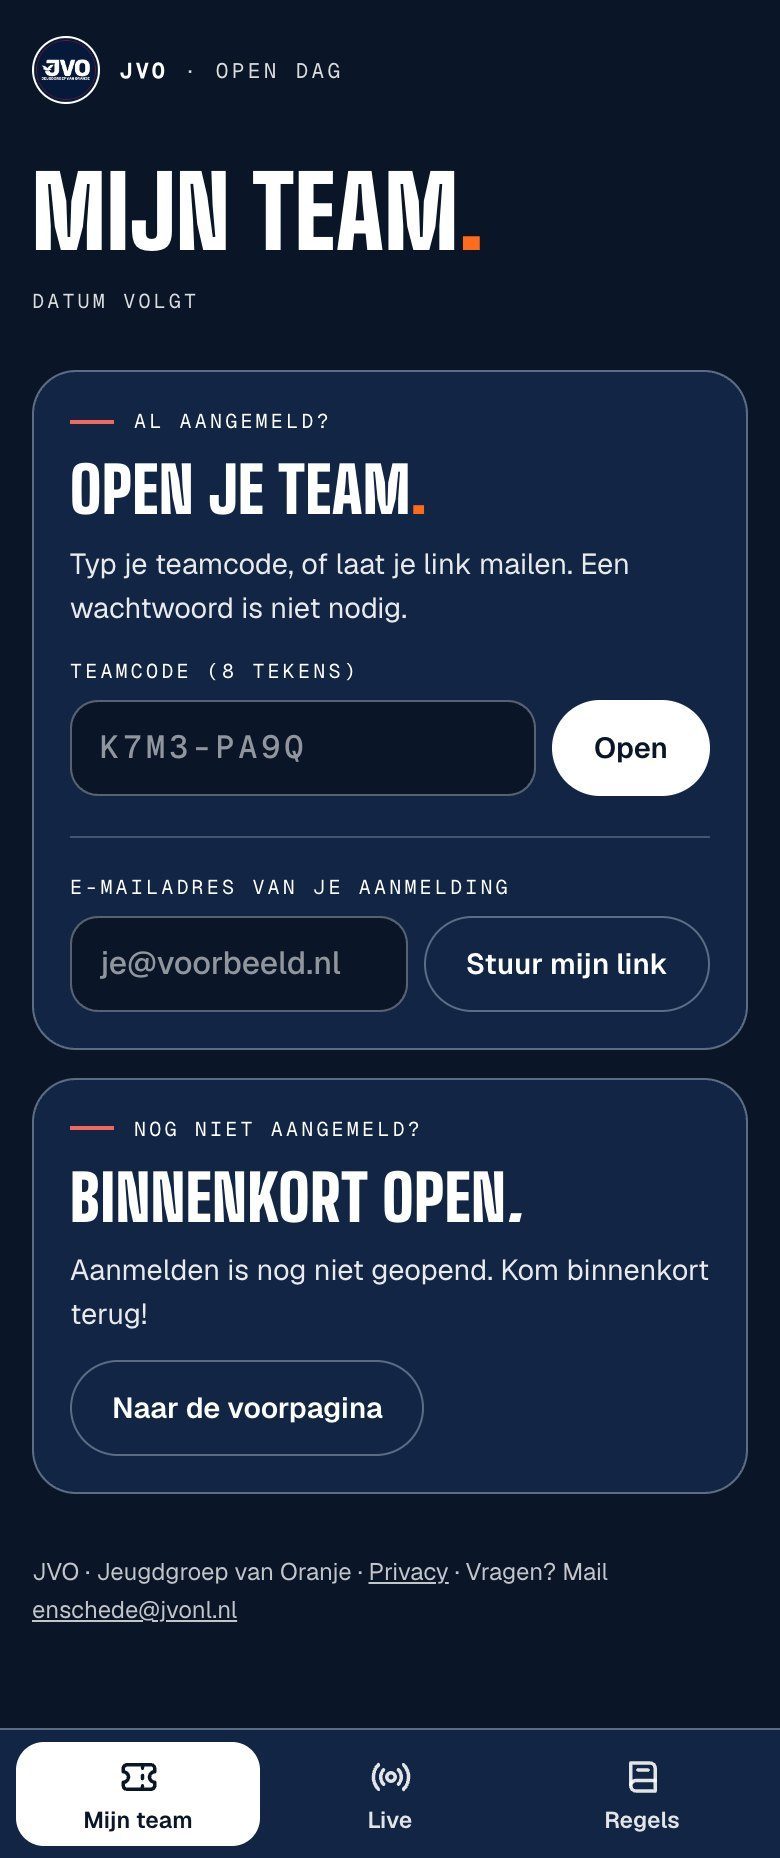 JVO
JVO · OPEN DAG
MIJN TEAM.
DATUM VOLGT
AL AANGEMELD?
OPEN JE TEAM.
Typ je teamcode, of laat je link mailen. Een
wachtwoord is niet nodig.
TEAMCODE (8 TEKENS)
K7M3-PA9Q
Open
E-MAILADRES VAN JE AANMELDING
je@voorbeeld.nl
Stuur mijn link
NOG NIET AANGEMELD?
BINNENKORT OPEN.
Aanmelden is nog niet geopend. Kom binnenkort
terug!
Naar de voorpagina
JVO · Jeugdgroep van Oranje · Privacy · Vragen? Mail
enschede@jvonl.nl
Mijn team
Live
Regels